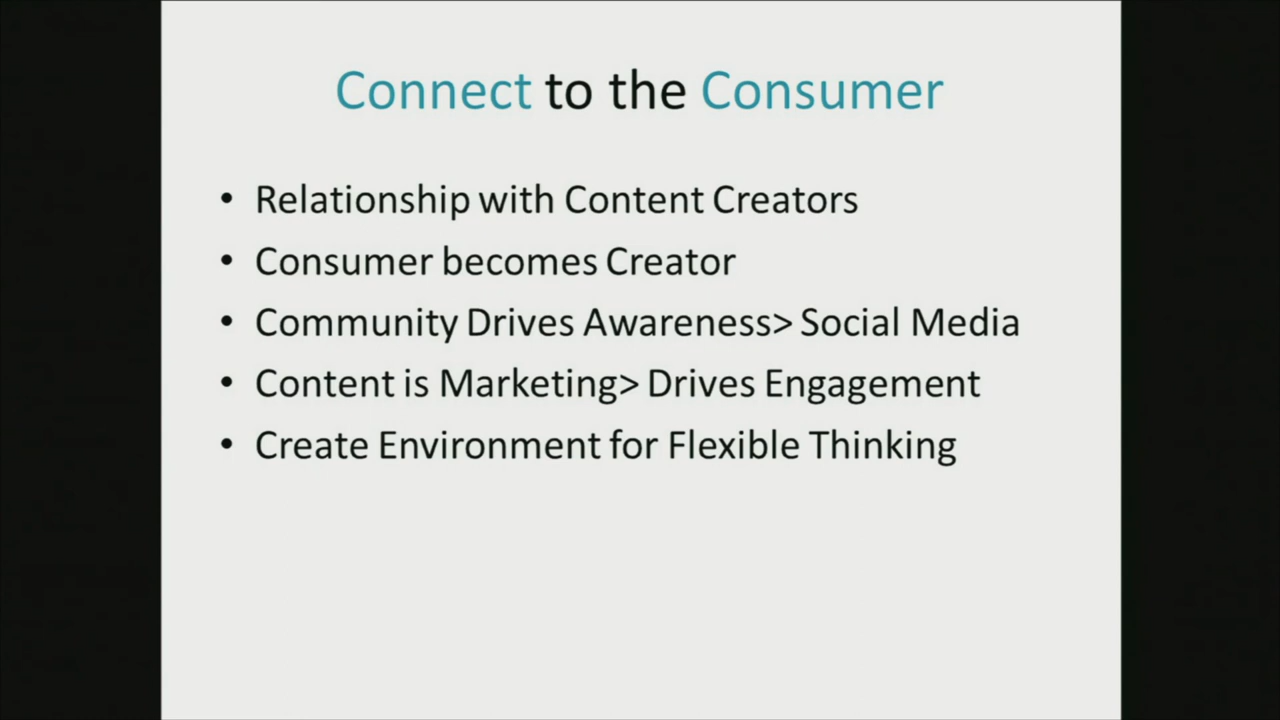 Connect to the Consumer
• Relationship with Content Creators
• Consumer becomes Creator
• Community Drives Awareness> Social Media
• Content is Marketing> Drives Engagement
• Create Environment for Flexible Thinking